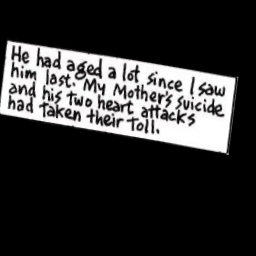 He had aged a lot since I saw
him last. My Mother's suicide
and his two heart attacks
had taken their toll.